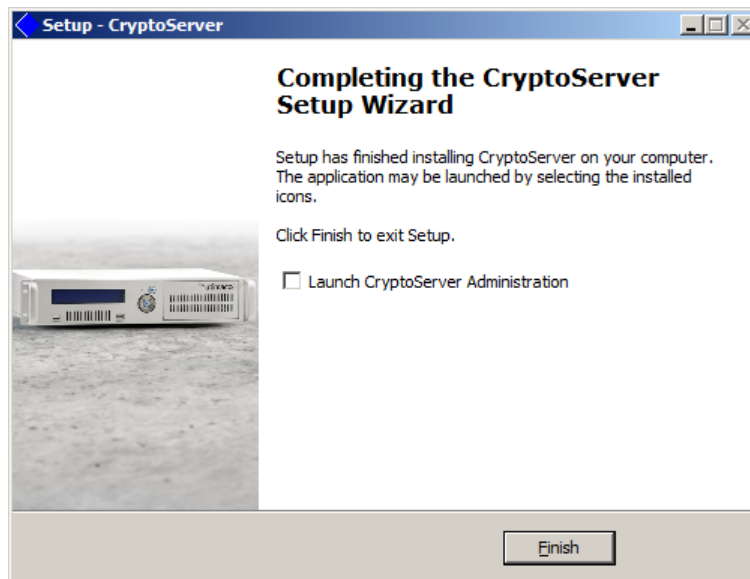 Setup - CryptoServer
Completing the CryptoServer
Setup Wizard
Setup has finished installing CryptoServer on your computer.
The application may be launched by selecting the installed
icons.
Click Finish to exit Setup.
utimaco
Launch CryptoServer Administration
Finish